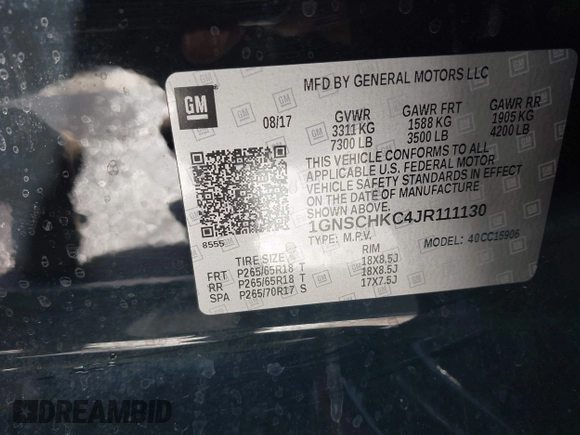 MFD BY GENERAL MOTORS LLC
GM
08/17 GVWR GAWR FRT GAWR RR
3311 KG 1588 KG 1905 KG
7300 LB 3500 LB 4200 LB
THIS VEHICLE CONFORMS TO ALL
APPLICABLE U.S. FEDERAL MOTOR
VEHICLE SAFETY STANDARDS IN EFFECT
ON THE DATE OF MANUFACTURE
SHOWN ABOVE.
1GNSCHKC4JR111130
8555 TYPE: M.P.V. MODEL: 40CC15906
TIRE SIZE RIM
FRT P265/65R18 T 18X8.5J
RR P265/65R18 T 18X8.5J
SPA P265/70R17 S 17X7.5J
DREAMBID